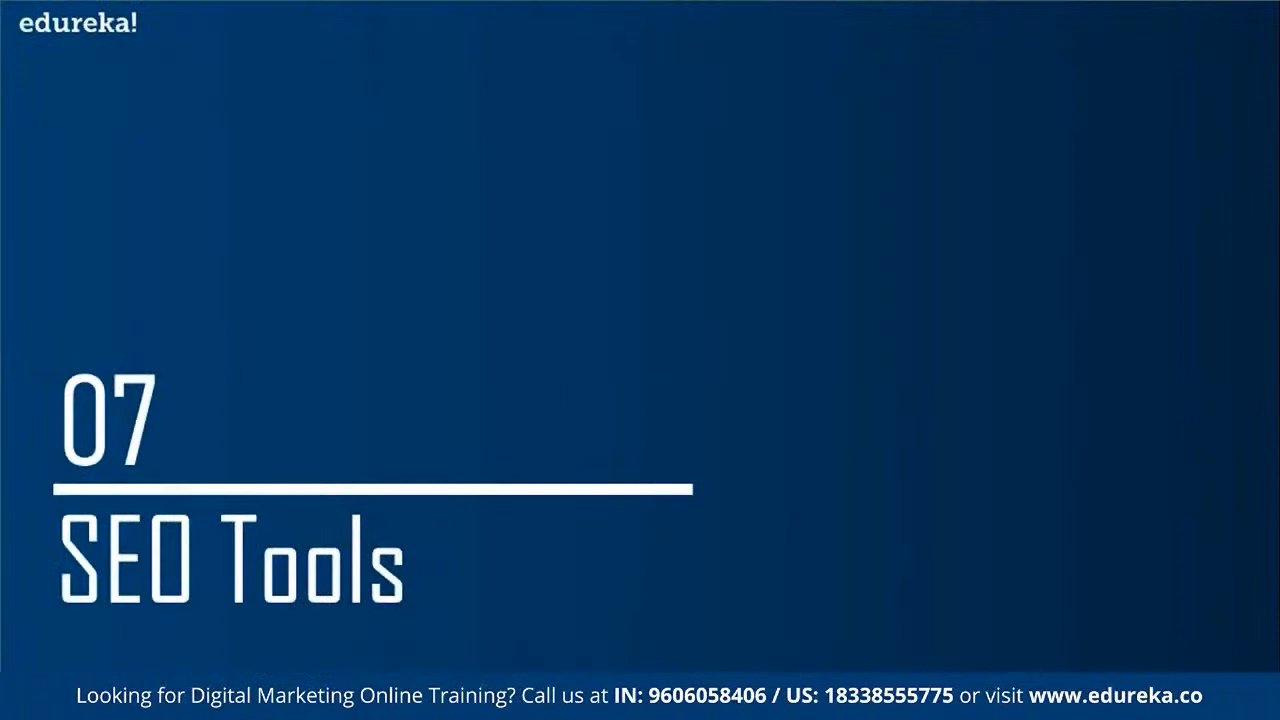 edureka!
07
SEO Tools
Looking for Digital Marketing Online Training? Call us at IN: 9606058406 / US: 18338555775 or visit www.edureka.co